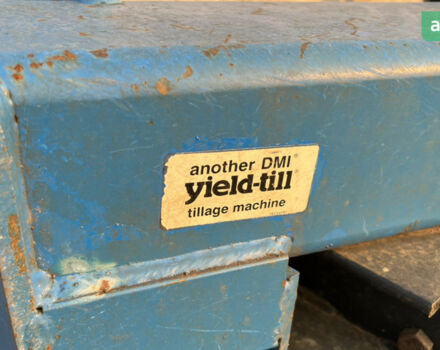 another DMI®
yield-till®
tillage machine
a